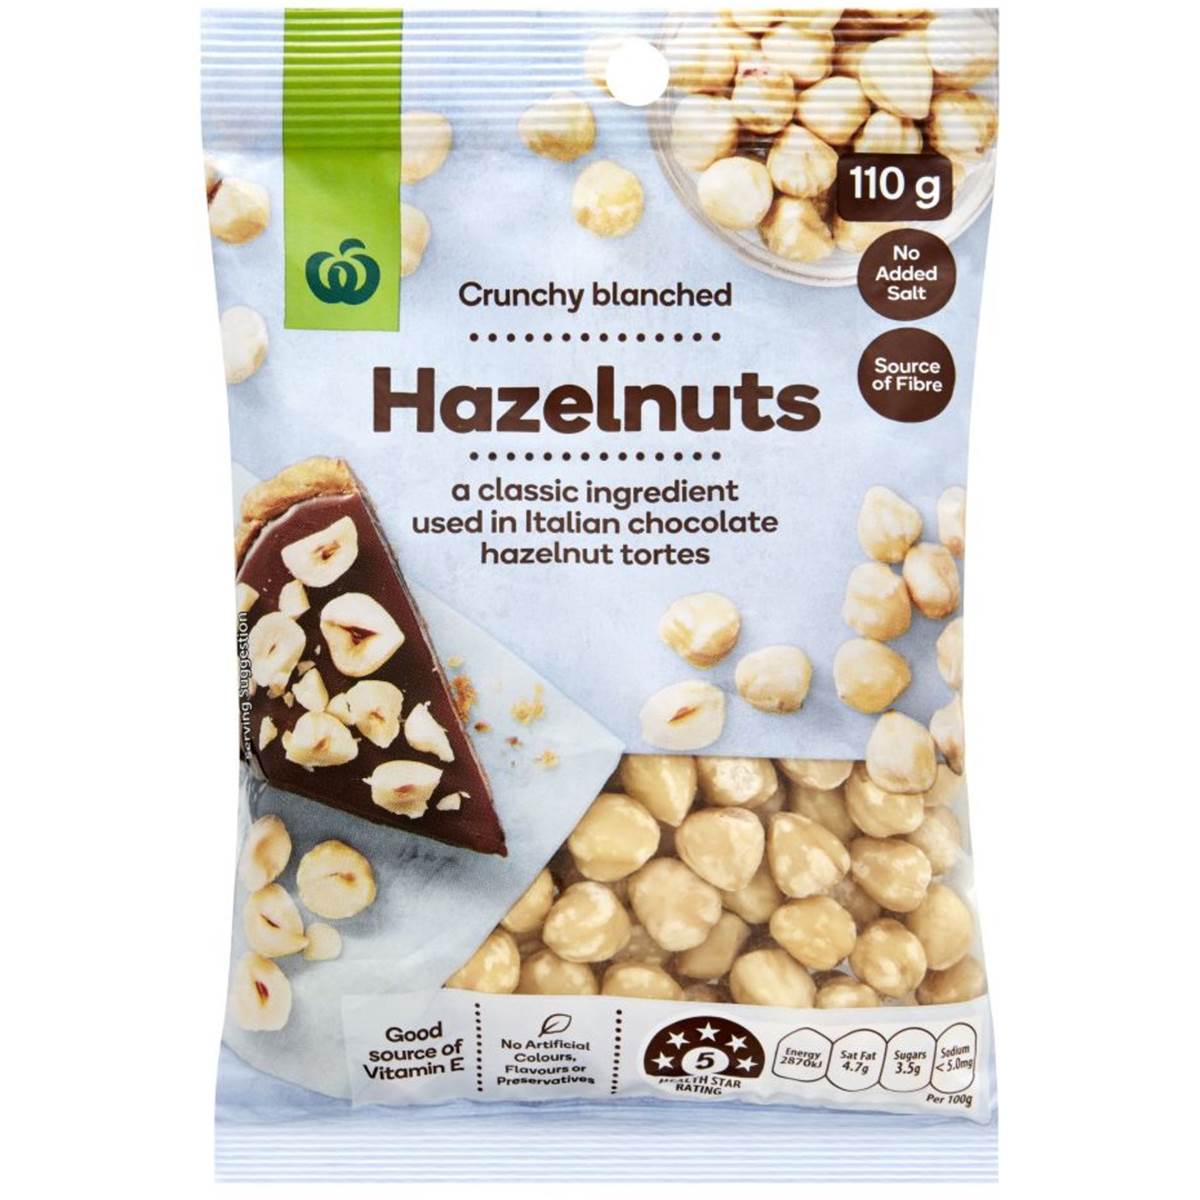 110 g
No
Added
Salt
Source
of Fibre
Crunchy blanched
Hazelnuts
a classic ingredient
used in Italian chocolate
hazelnut tortes
serving suggestion
Good
source of
Vitamin E
No Artificial
Colours,
Flavours or
Preservatives
5
HEALTH STAR
RATING
Energy
2870kJ
Sat Fat
4.7g
Sugars
3.5g
Sodium
<5.0mg
Per 100g